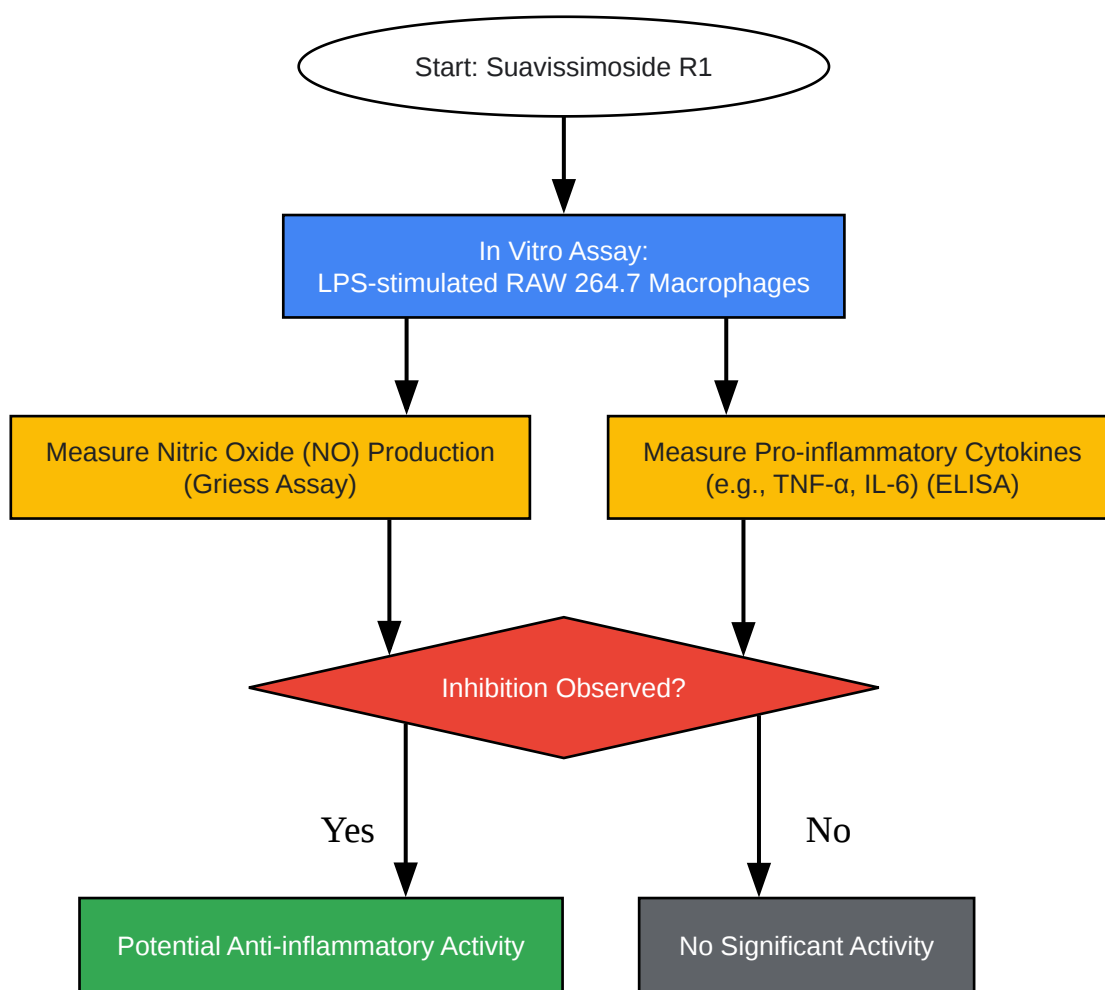 Start: Suavissimoside R1
In Vitro Assay:
LPS-stimulated RAW 264.7 Macrophages
Measure Nitric Oxide (NO) Production
(Griess Assay)
Measure Pro-inflammatory Cytokines
(e.g., TNF-α, IL-6) (ELISA)
Inhibition Observed?
Yes
No
Potential Anti-inflammatory Activity
No Significant Activity